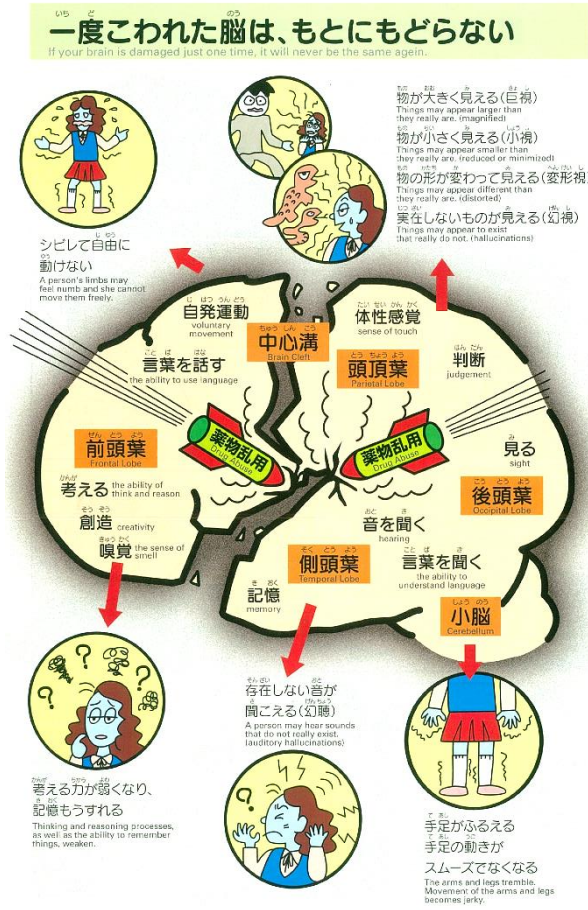 一度こわれた脳は、もとにもどらない
If your brain is damaged just one time, it will never be the same agein.
物が大きく見える(巨視)
Things may appear larger than
they really are. (magnified)
物が小さく見える(小視)
Things may appear smaller than
they really are. (reduced or minimized)
物の形が変わって見える(変形視)
Things may appear different than
they really are. (distorted)
実在しないものが見える(幻視)
Things may appear to exist
that really do not. (hallucinations)
シビレして自由に
動けない
A person's limbs may
feel numb and she cannot
move them freely.
自発運動
voluntary
movement
言葉を話す
the ability to use language
中心溝
Brain Cleft
体性感覚
sense of touch
頭頂葉
Parietal Lobe
判断
judgement
前頭葉
Frontal Lobe
薬物乱用
Drug Abuse
薬物乱用
Drug Abuse
見る
sight
後頭葉
Occipital Lobe
考える the ability of
think and reason
創造 creativity
嗅覚 the sense of
smell
音を聞く
hearing
側頭葉
Temporal Lobe
言葉を聞く
the ability to
understand language
記憶
memory
小脳
Cerebellum
? ? ?
考える力が弱くなり、
記憶もうすれる
Thinking and reasoning processes,
as well as the ability to remember
things, weaken.
存在しない音が
聞こえる(幻聴)
A person may hear sounds
that do not really exist.
(auditory hallucinations)
?
手足がふるえる
手足の動きが
スムーズでなくなる
The arms and legs tremble.
Movement of the arms and legs
becomes jerky.